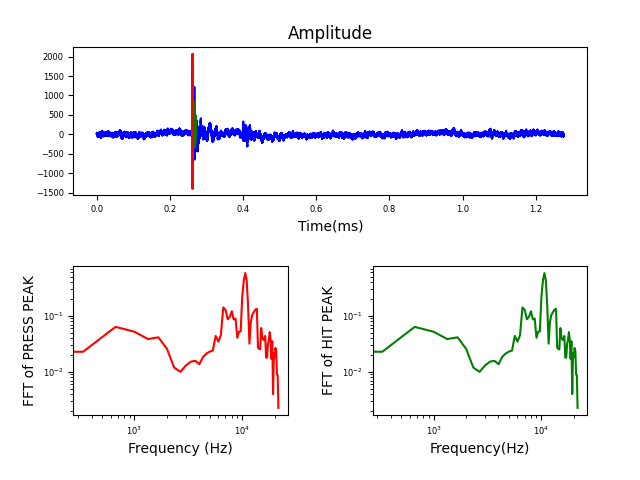 Amplitude
2000
1500
1000
500
0
−500
−1000
−1500
0.0 0.2 0.4 0.6 0.8 1.0 1.2
Time(ms)
FFT of PRESS PEAK
10⁻¹
10⁻²
10³ 10⁴
Frequency (Hz)
FFT of HIT PEAK
10⁻¹
10⁻²
10³ 10⁴
Frequency(Hz)